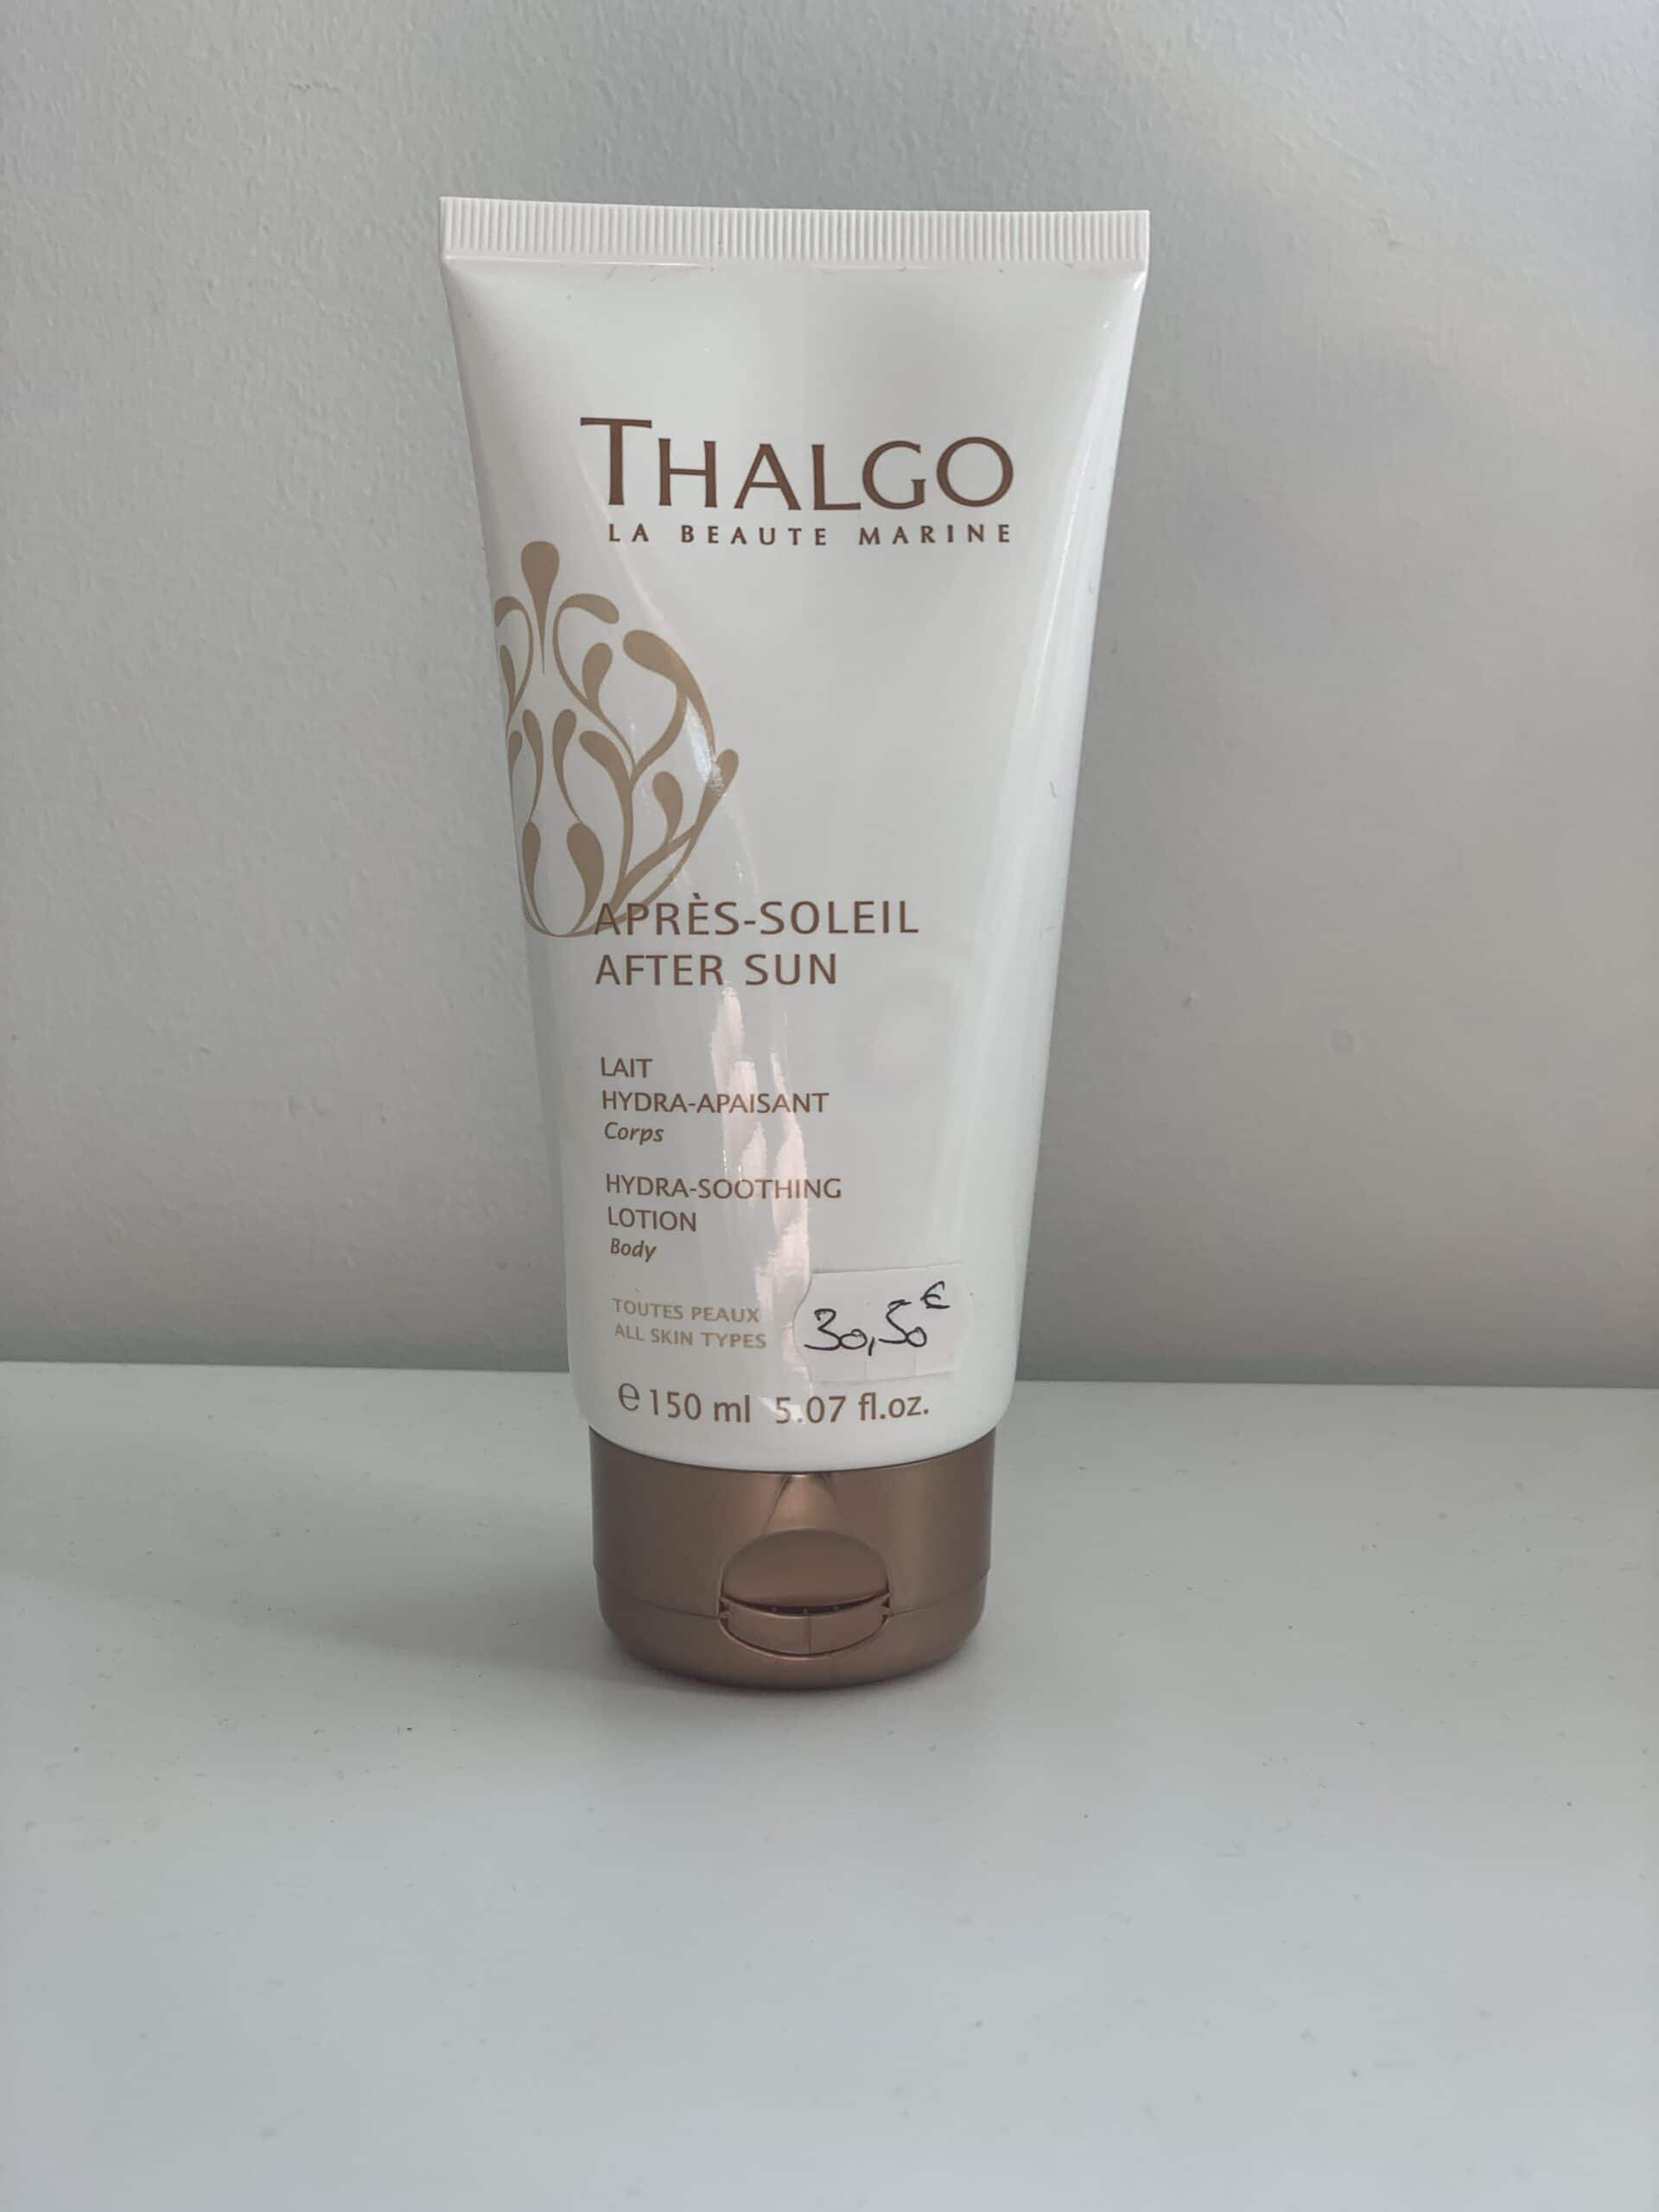 THALGO
LA BEAUTE MARINE
APRÈS-SOLEIL
AFTER SUN
LAIT
HYDRA-APAISANT
Corps
HYDRA-SOOTHING
LOTION
Body
TOUTES PEAUX
ALL SKIN TYPES
30,50€
℮ 150 ml 5.07 fl.oz.